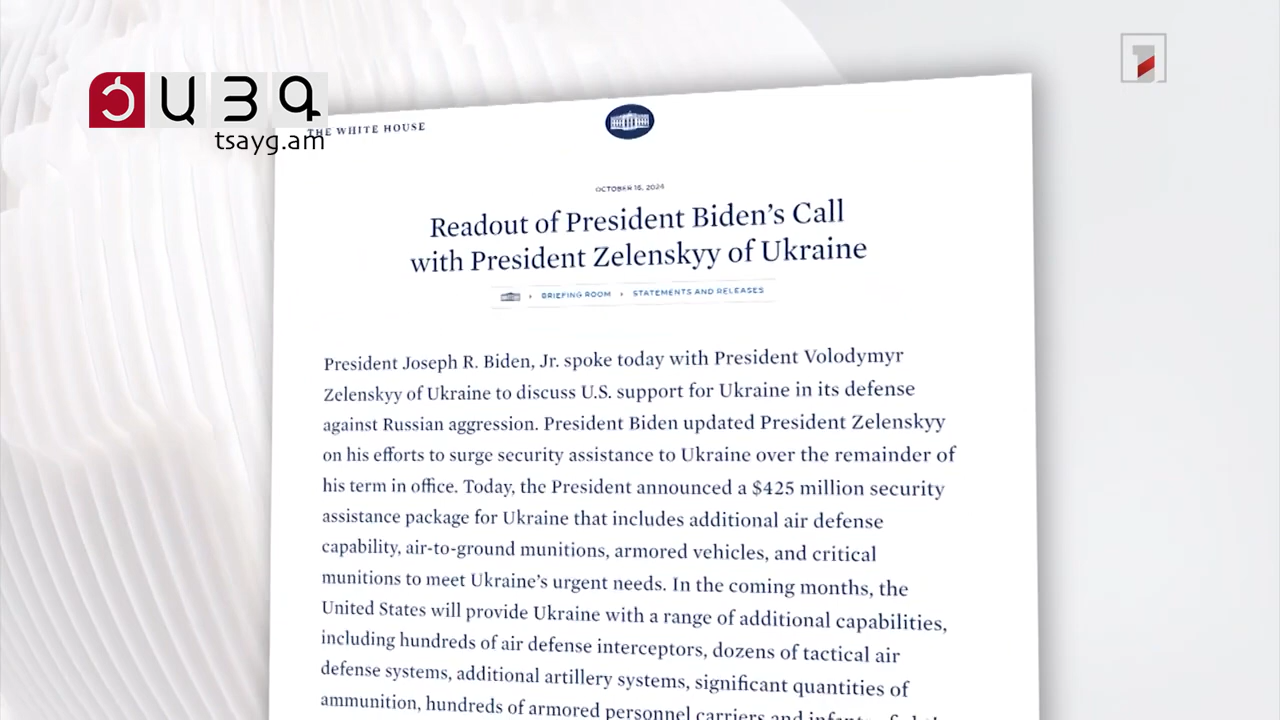 ԾԱՅԳ
tsayg.am
1
THE WHITE HOUSE
OCTOBER 16, 2024
Readout of President Biden’s Call
with President Zelenskyy of Ukraine
BRIEFING ROOM
STATEMENTS AND RELEASES
President Joseph R. Biden, Jr. spoke today with President Volodymyr
Zelenskyy of Ukraine to discuss U.S. support for Ukraine in its defense
against Russian aggression. President Biden updated President Zelenskyy
on his efforts to surge security assistance to Ukraine over the remainder of
his term in office. Today, the President announced a $425 million security
assistance package for Ukraine that includes additional air defense
capability, air-to-ground munitions, armored vehicles, and critical
munitions to meet Ukraine’s urgent needs. In the coming months, the
United States will provide Ukraine with a range of additional capabilities,
including hundreds of air defense interceptors, dozens of tactical air
defense systems, additional artillery systems, significant quantities of
ammunition, hundreds of armored personnel carriers and